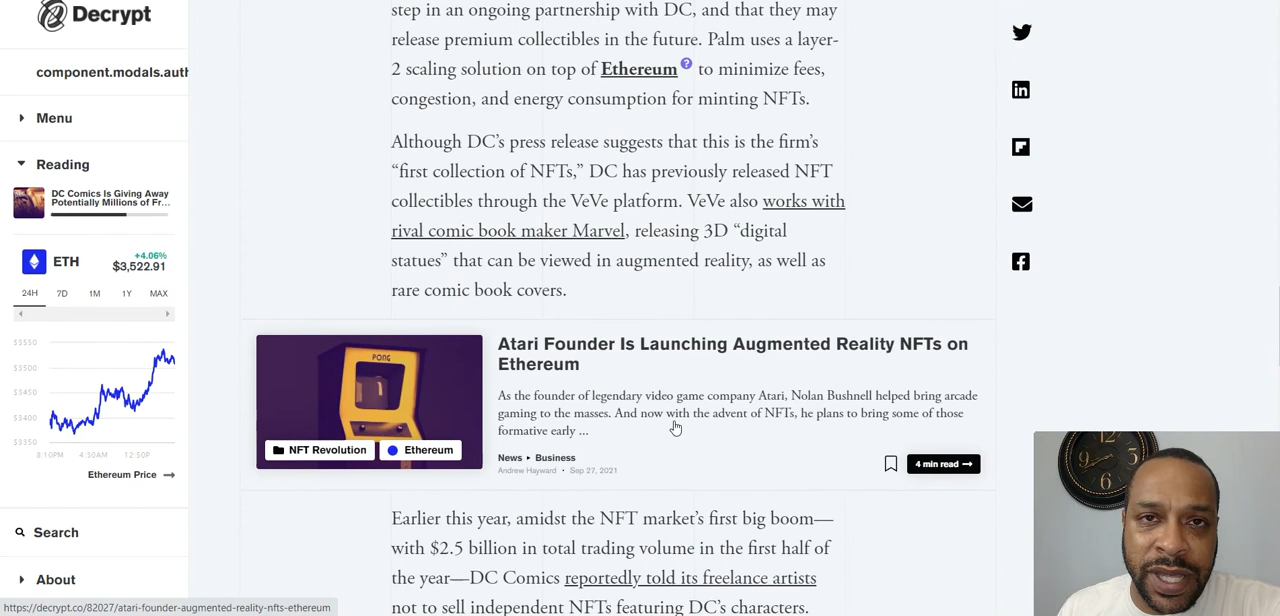 Decrypt
component.modals.auth
Menu
Reading
DC Comics Is Giving Away
Potentially Millions of Fr...
ETH
+4.06%
$3,522.91
24H 7D 1M 1Y MAX
$3550
$3500
$3450
$3400
$3350
8:10PM 4:30AM 12:50P
Ethereum Price →
Search
About
https://decrypt.co/82027/atari-founder-augmented-reality-nfts-ethereum
step in an ongoing partnership with DC, and that they may
release premium collectibles in the future. Palm uses a layer-
2 scaling solution on top of Ethereum ? to minimize fees,
congestion, and energy consumption for minting NFTs.
Although DC’s press release suggests that this is the firm’s
“first collection of NFTs,” DC has previously released NFT
collectibles through the VeVe platform. VeVe also works with
rival comic book maker Marvel, releasing 3D “digital
statues” that can be viewed in augmented reality, as well as
rare comic book covers.
PONG
NFT Revolution
Ethereum
Atari Founder Is Launching Augmented Reality NFTs on
Ethereum
As the founder of legendary video game company Atari, Nolan Bushnell helped bring arcade
gaming to the masses. And now with the advent of NFTs, he plans to bring some of those
formative early ...
News ▸ Business
Andrew Hayward • Sep 27, 2021
4 min read →
Earlier this year, amidst the NFT market’s first big boom—
with $2.5 billion in total trading volume in the first half of
the year—DC Comics reportedly told its freelance artists
not to sell independent NFTs featuring DC’s characters.